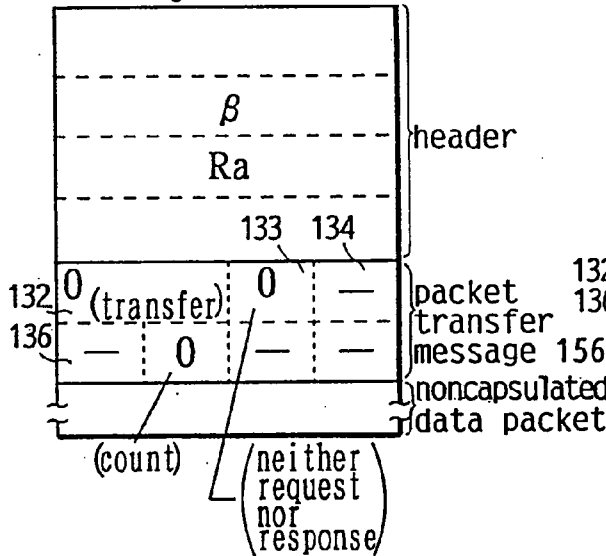 β
Ra
header
133 134
0 (transfer) 0 —
132
136
— 0 — —
packet
transfer
message 156
132
noncapsulated
data packet
(count)
(neither
request
nor
response)